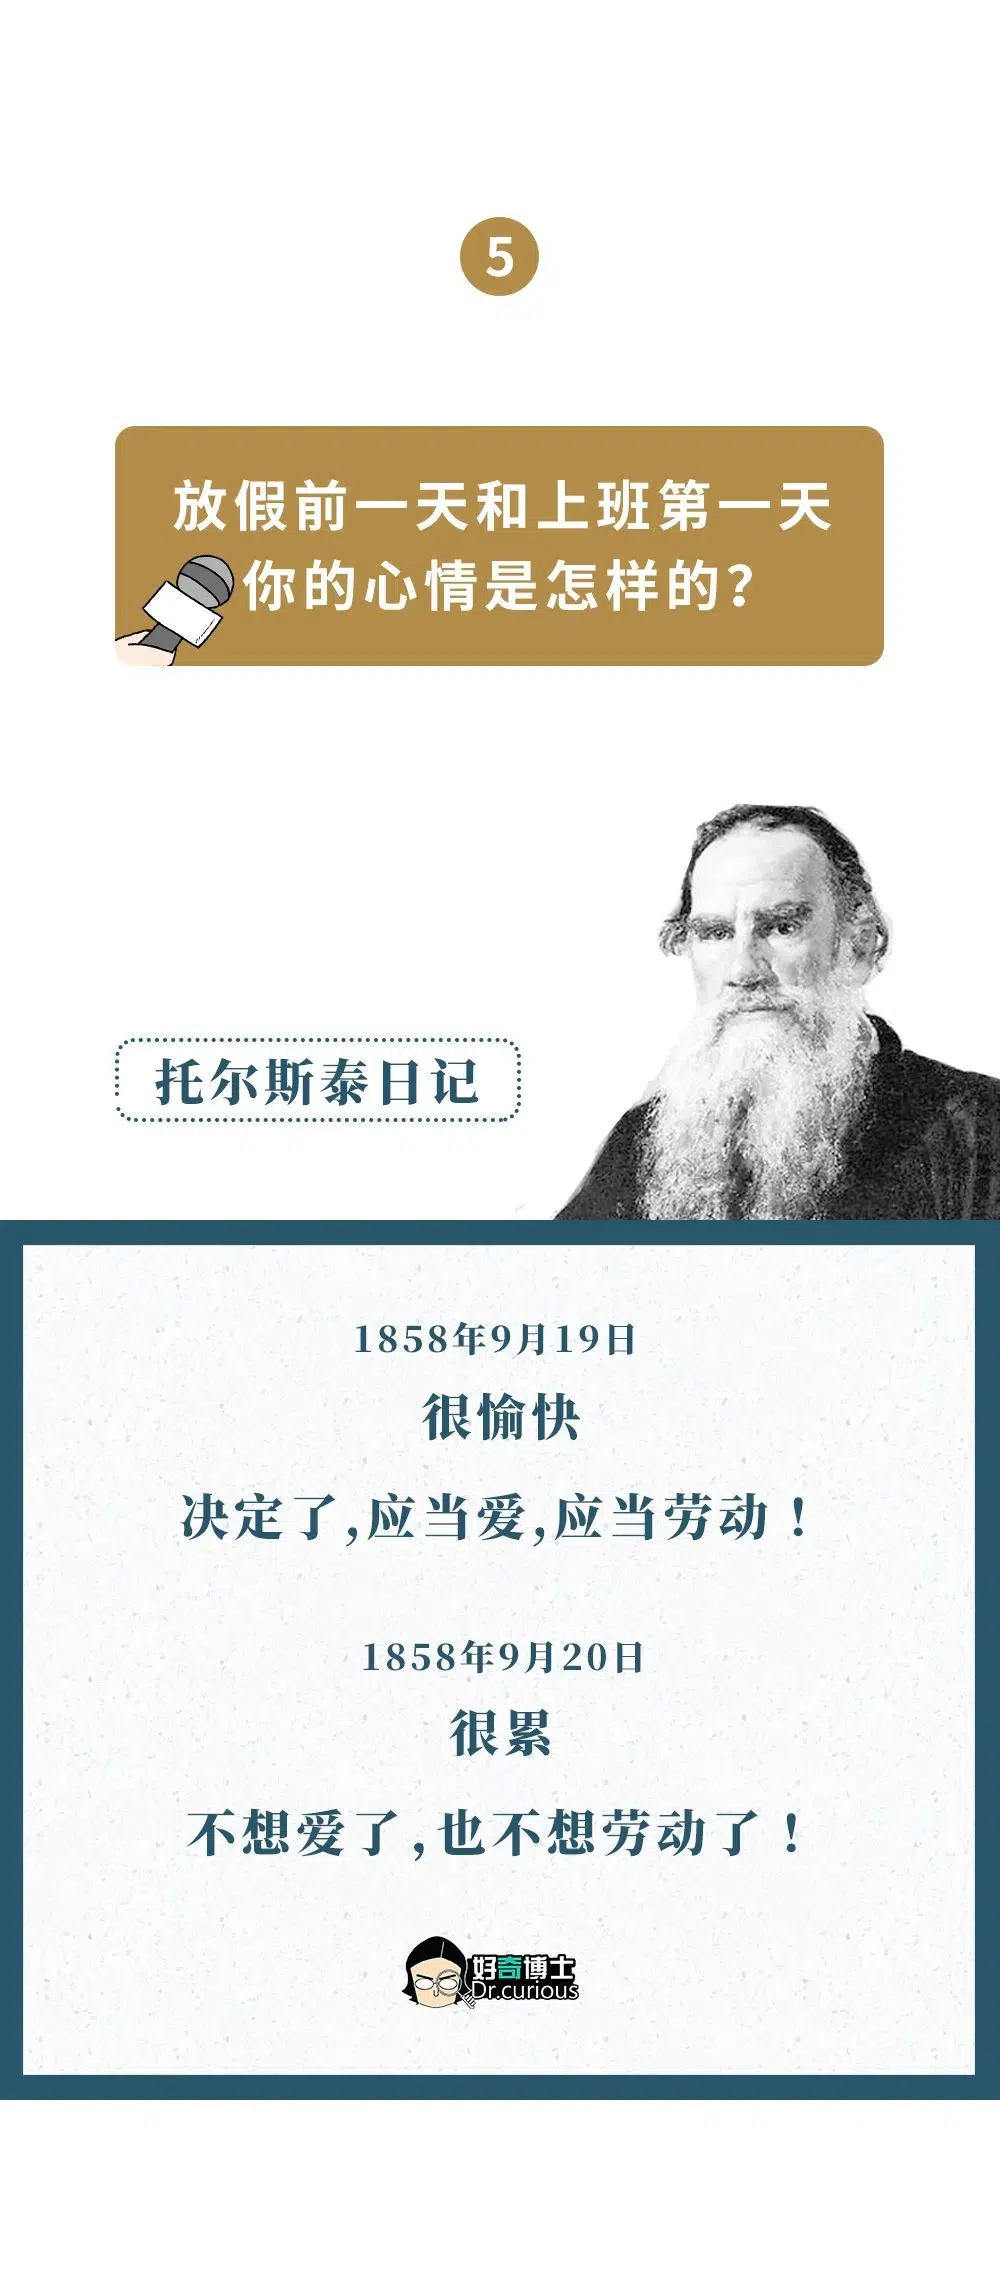 5
放假前一天和上班第一天
你的心情是怎样的?
托尔斯泰日记
1858年9月19日
很愉快
决定了,应当爱,应当劳动！
1858年9月20日
很累
不想爱了,也不想劳动了！
好奇博士
Dr.curious